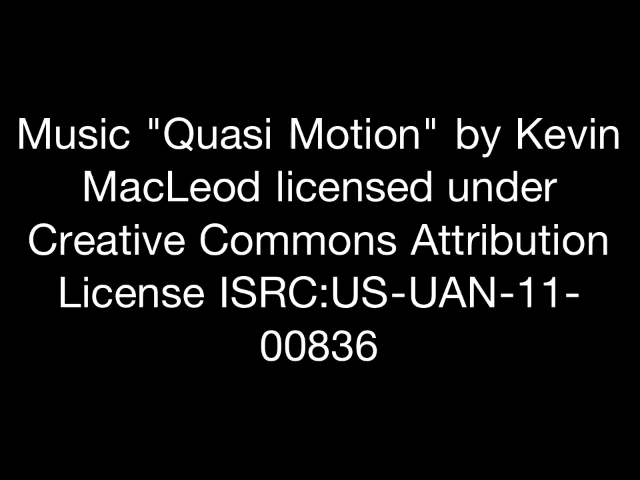 Music "Quasi Motion" by Kevin
MacLeod licensed under
Creative Commons Attribution
License ISRC:US-UAN-11-
00836